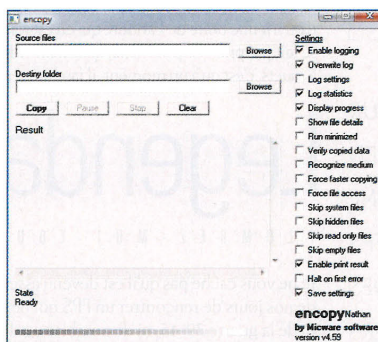 encopy
Source files
Browse
Destiny folder
Browse
Copy Pause Stop Clear
Result
State
Ready
Settings
Enable logging
Overwrite log
Log settings
Log statistics
Display progress
Show file details
Run minimized
Verify copied data
Recognize medium
Force faster copying
Force file access
Skip system files
Skip hidden files
Skip read only files
Skip empty files
Enable print result
Halt on first error
Save settings
encopy Nathan
by Micware software
version v4.59